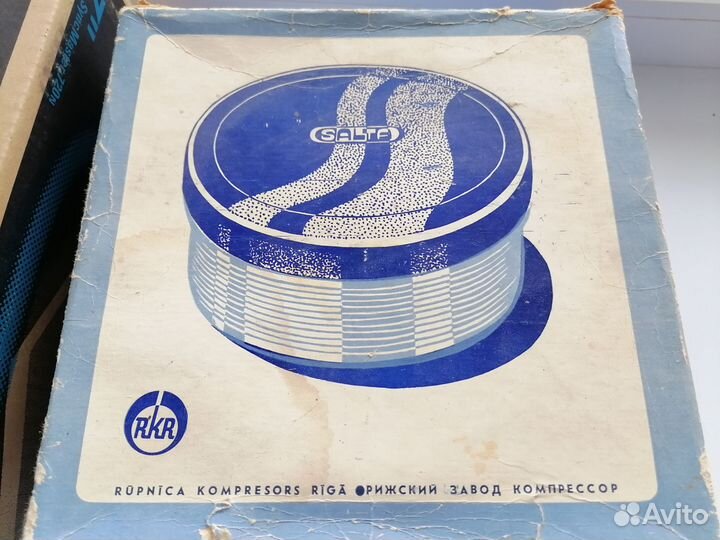 SALTA
RKR
RŪPNĪCA KOMPRESORS RĪGĀ ●РИЖСКИЙ ЗАВОД КОМПРЕССОР
Avito